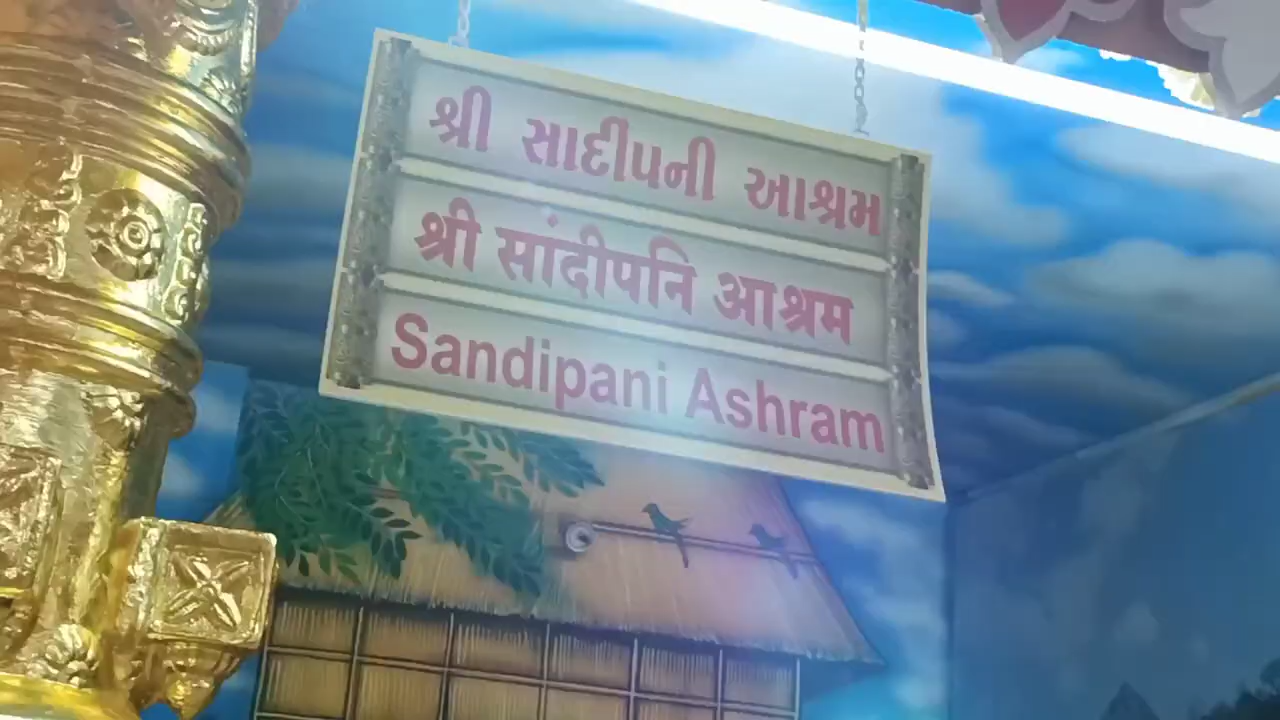 શ્રી સાદીંપની આશ્રમ
श्री सांदीपनि आश्रम
Sandipani Ashram